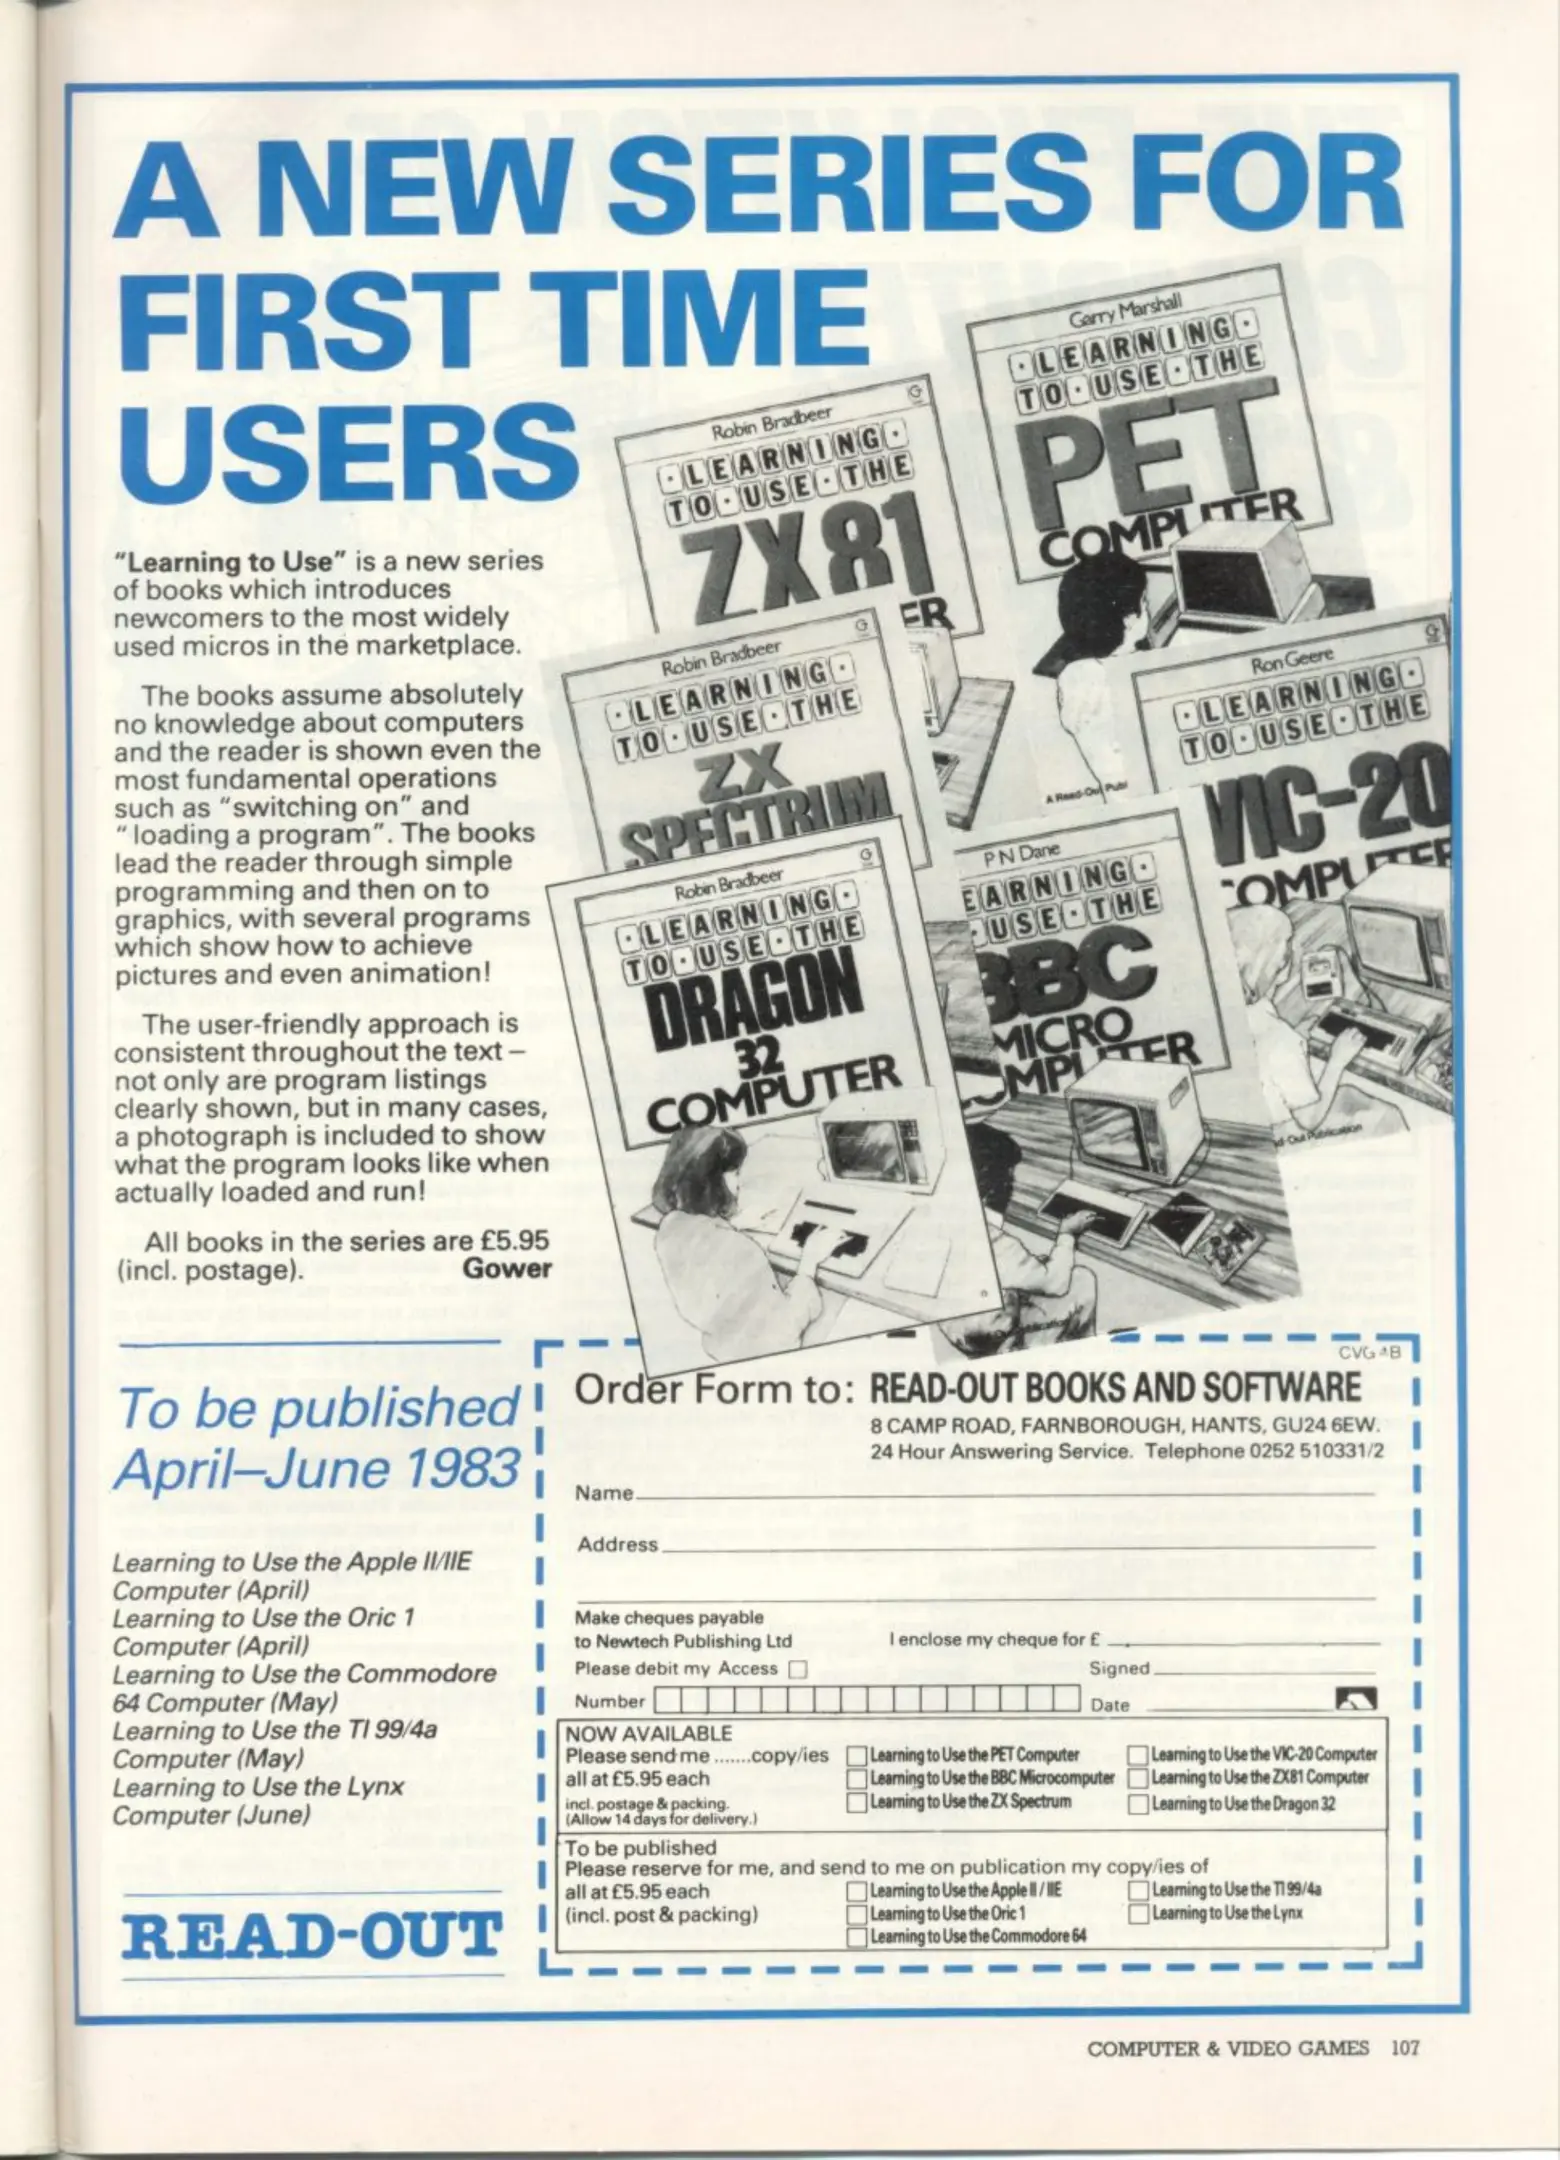 A NEW SERIES FOR
FIRST TIME
USERS
"Learning to Use" is a new series
of books which introduces
newcomers to the most widely
used micros in the marketplace.
The books assume absolutely
no knowledge about computers
and the reader is shown even the
most fundamental operations
such as "switching on" and
"loading a program". The books
lead the reader through simple
programming and then on to
graphics, with several programs
which show how to achieve
pictures and even animation!
The user-friendly approach is
consistent throughout the text –
not only are program listings
clearly shown, but in many cases,
a photograph is included to show
what the program looks like when
actually loaded and run!
All books in the series are £5.95
(incl. postage). Gower
Garry Marshall
LEARNING
TO·USE·THE
PET
COMPUTER
A Read-Out Publ
Robin Bradbeer
LEARNING
TO·USE·THE
ZX81
ER
Robin Bradbeer
LEARNING
TO·USE·THE
ZX
SPECTRUM
Ron Geere
LEARNING
TO·USE·THE
VIC-20
COMPUTER
d-Out Publication
Robin Bradbeer
LEARNING
TO·USE·THE
DRAGON
32
COMPUTER
P N Dane
EARNING
USE·THE
BBC
MICRO
COMPUTER
To be published
April–June 1983
Learning to Use the Apple II/IIE
Computer (April)
Learning to Use the Oric 1
Computer (April)
Learning to Use the Commodore
64 Computer (May)
Learning to Use the TI 99/4a
Computer (May)
Learning to Use the Lynx
Computer (June)
READ-OUT
CVG 4B
Order Form to: READ-OUT BOOKS AND SOFTWARE
8 CAMP ROAD, FARNBOROUGH, HANTS, GU24 6EW.
24 Hour Answering Service. Telephone 0252 510331/2
Name
Address
Make cheques payable
to Newtech Publishing Ltd I enclose my cheque for £
Please debit my Access Signed
Number Date
NOW AVAILABLE
Please send me .......copy/ies
all at £5.95 each
incl. postage & packing.
(Allow 14 days for delivery.)
Learning to Use the PET Computer
Learning to Use the BBC Microcomputer
Learning to Use the ZX Spectrum
Learning to Use the VIC-20 Computer
Learning to Use the ZX81 Computer
Learning to Use the Dragon 32
To be published
Please reserve for me, and send to me on publication my copy/ies of
all at £5.95 each
(incl. post & packing)
Learning to Use the Apple II / IIE
Learning to Use the Oric 1
Learning to Use the Commodore 64
Learning to Use the TI 99/4a
Learning to Use the Lynx
COMPUTER & VIDEO GAMES 107